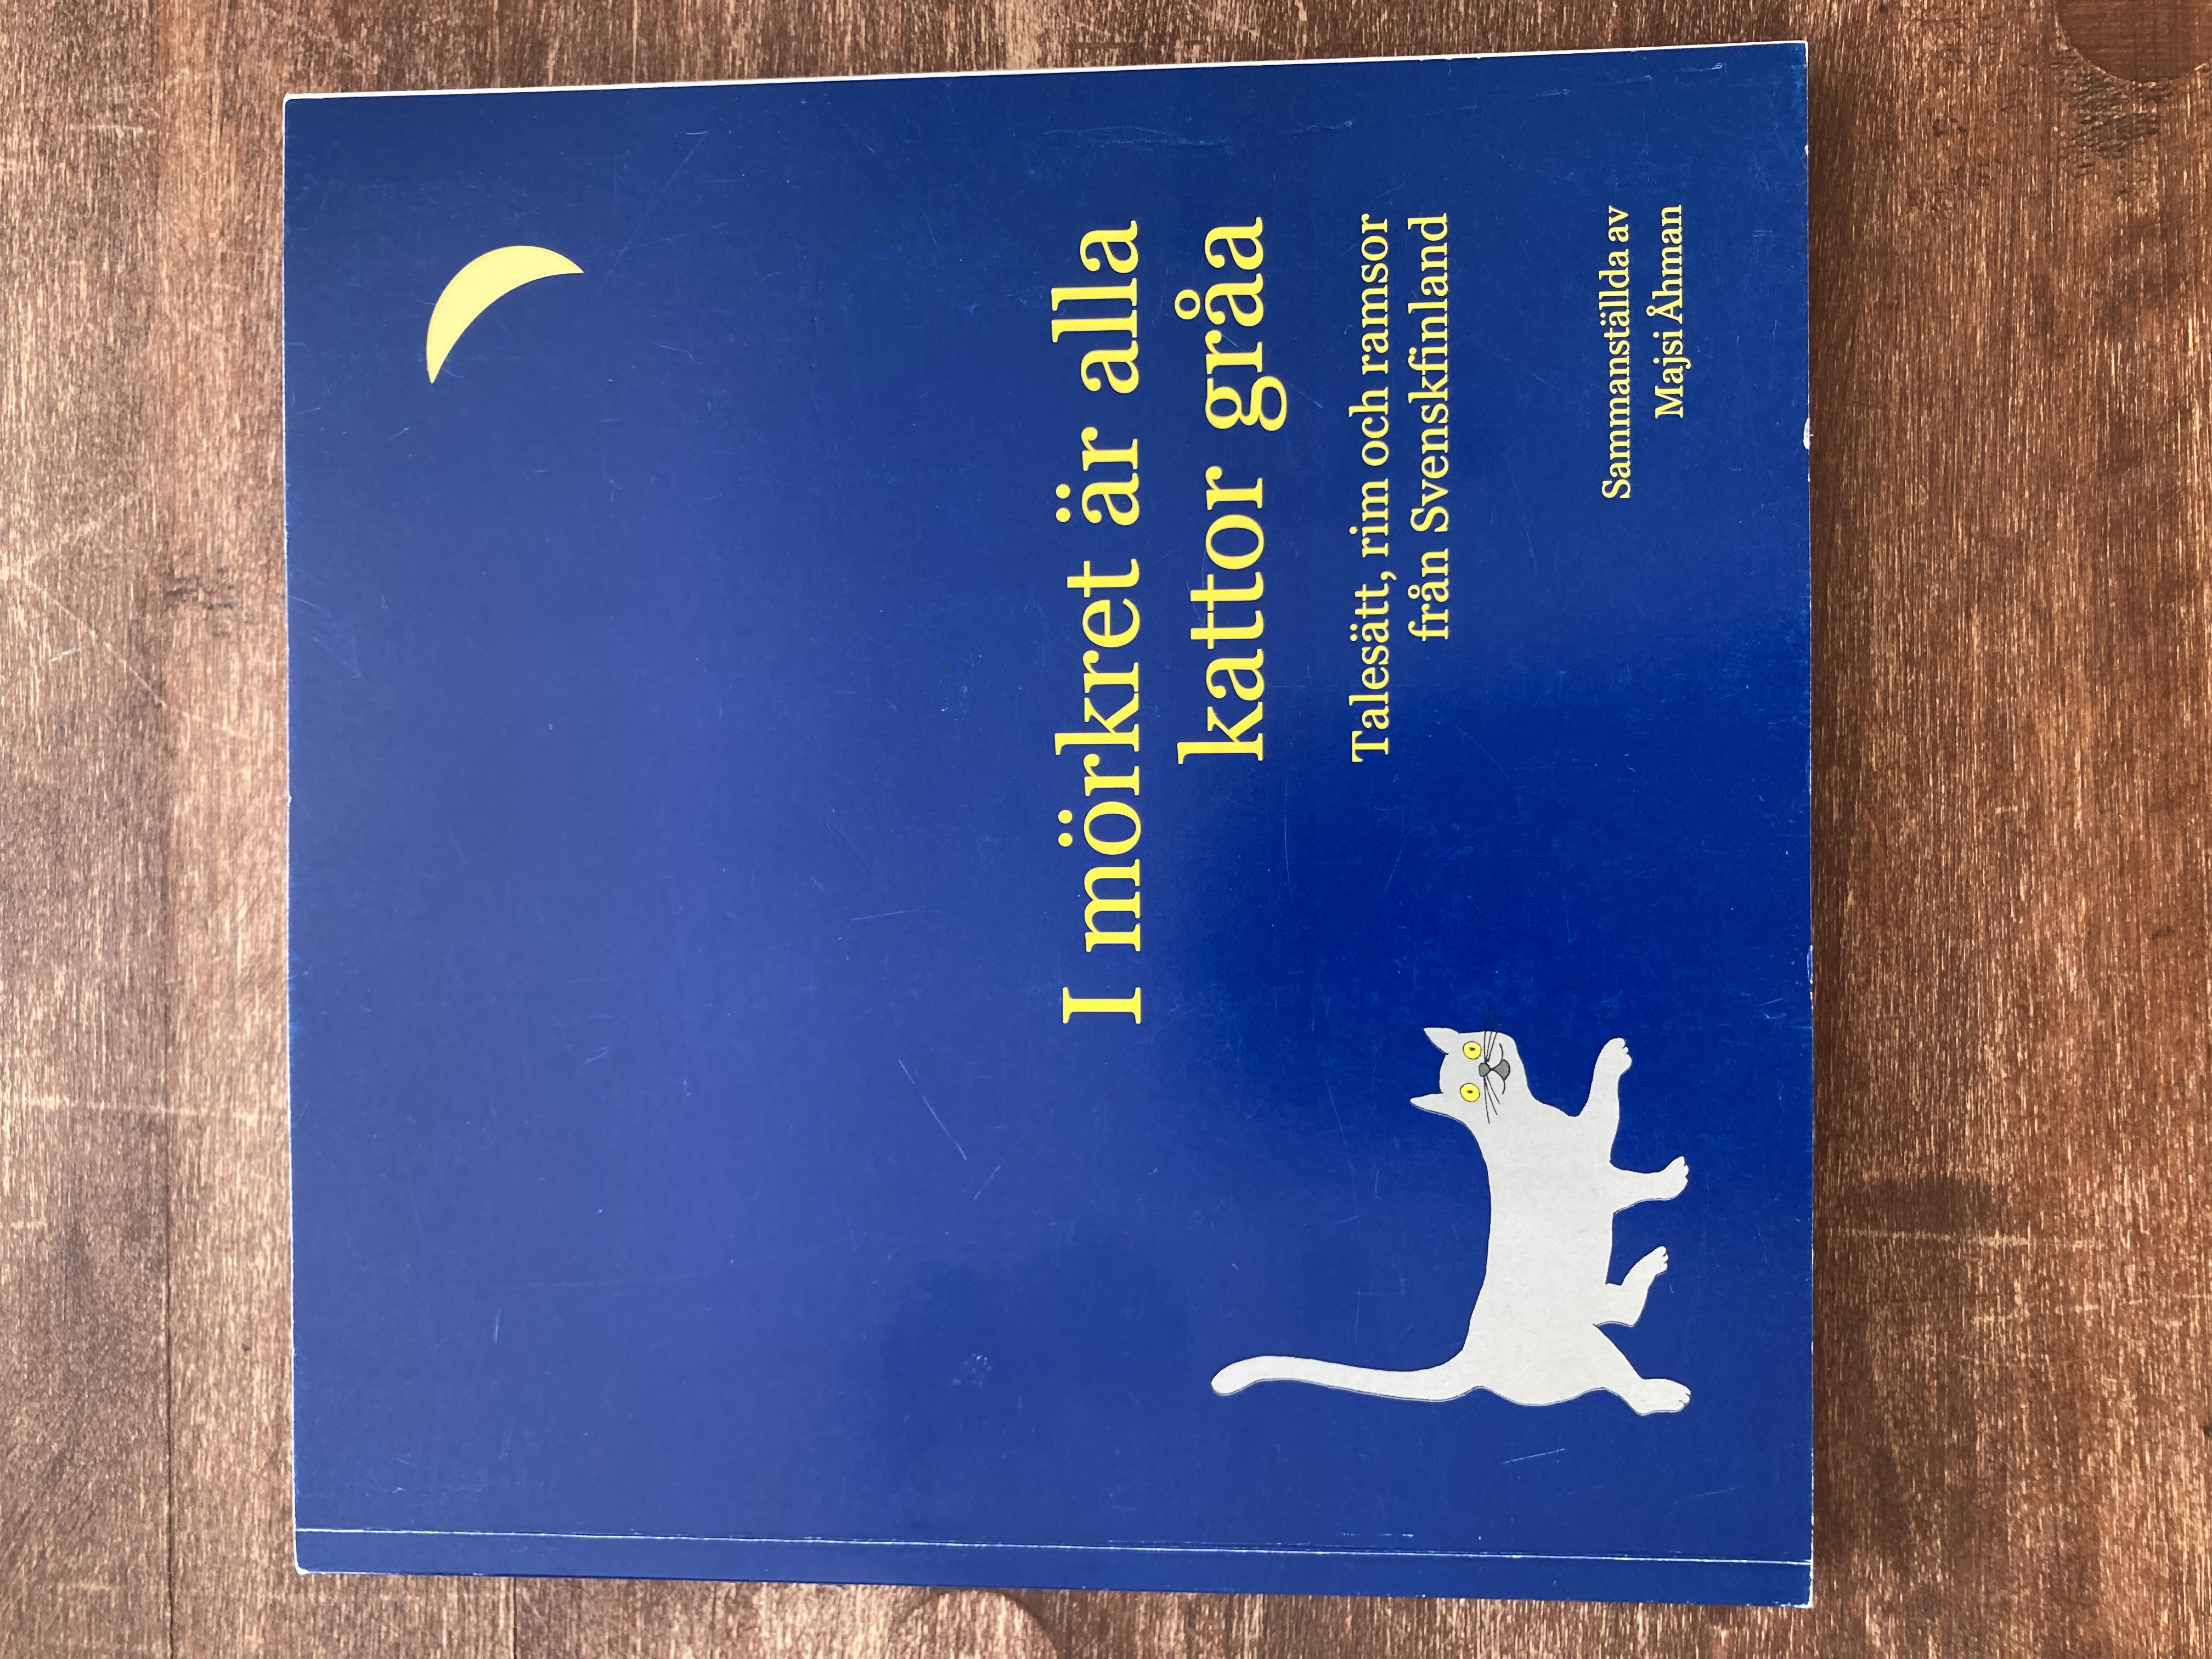 I mörkret är alla
kattor gråa
Talesätt, rim och ramsor
från Svenskfinland
Sammanställda av
Majsi Åhman